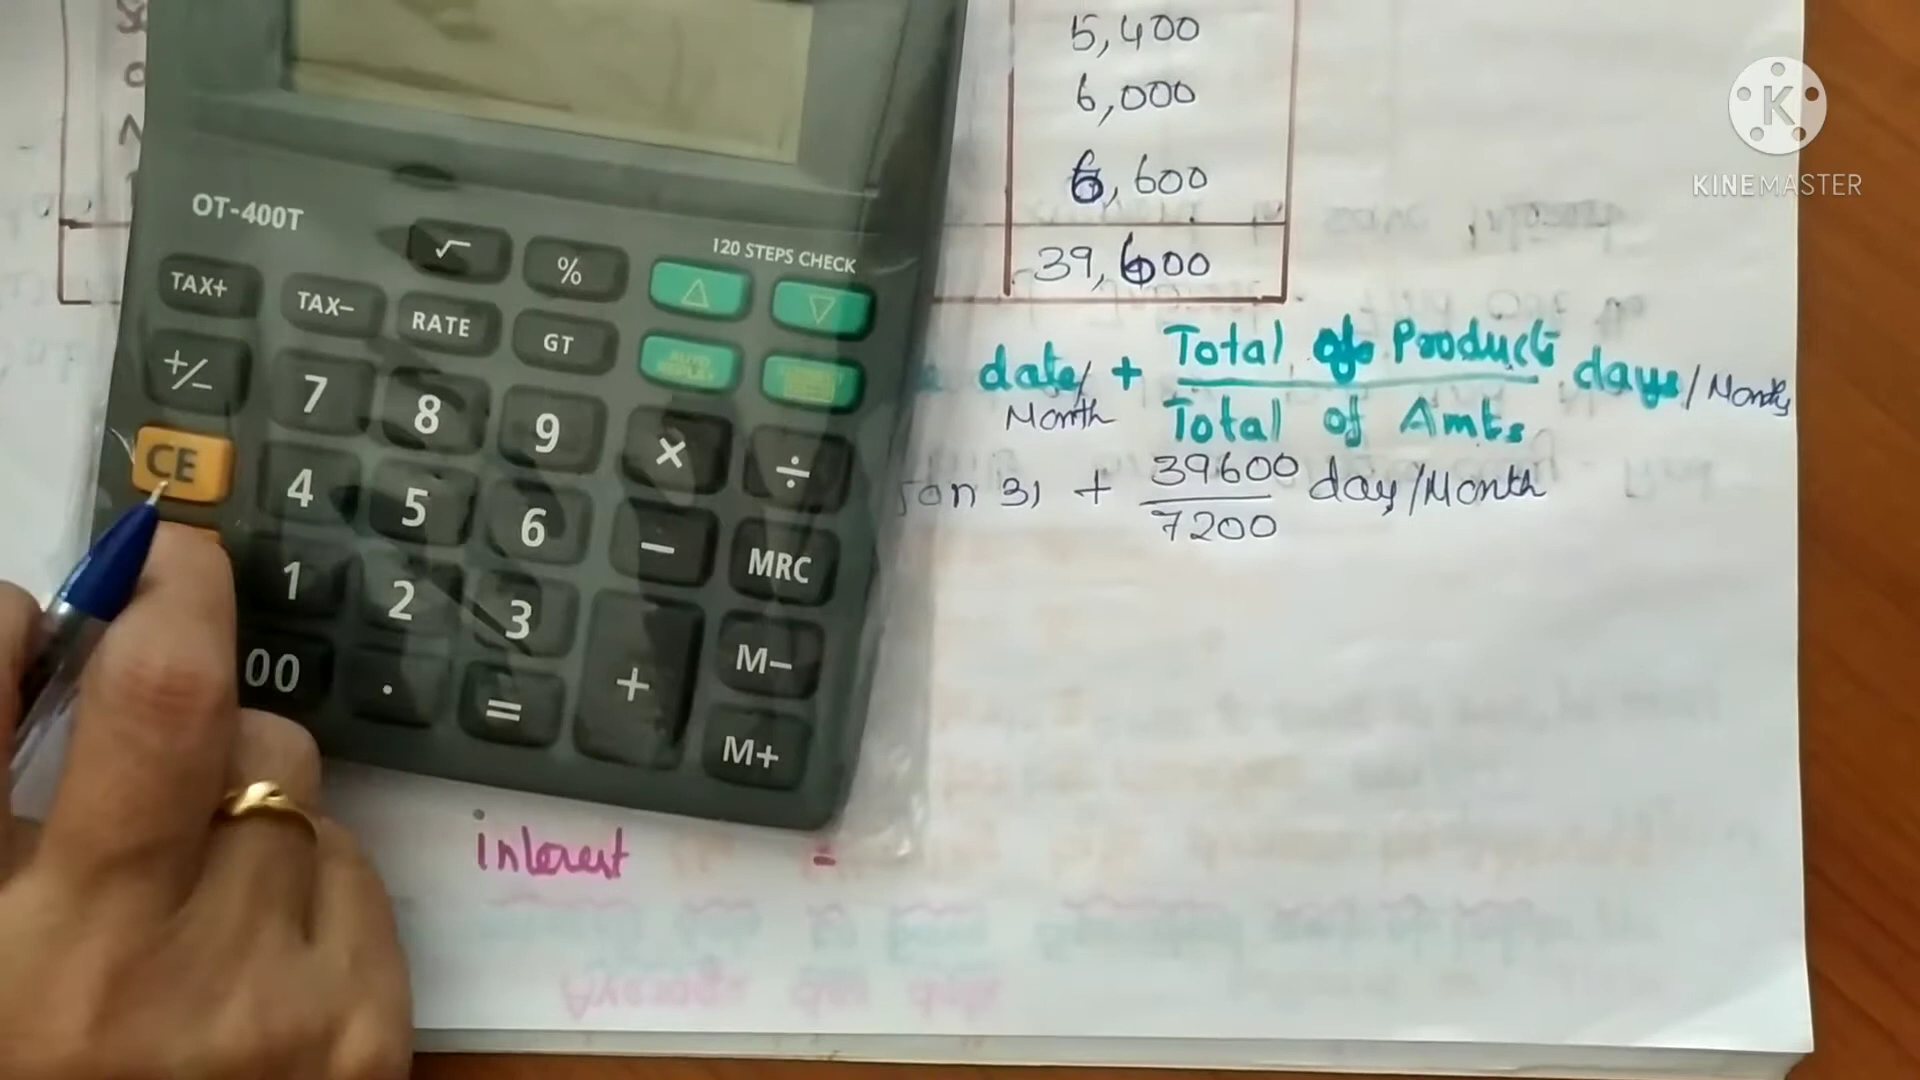 5,400
6,000
6,600
39,600
KINEMASTER
OT-400T
120 STEPS CHECK
√ %
TAX+ TAX− RATE GT
+/− 7 8 9 × ÷
CE 4 5 6 − MRC
1 2 3 + M−
00 . = M+
date/Month + Total of Product days/Month
Total of Amts
Jan 31 + 39600 day/Month
7200
interest =